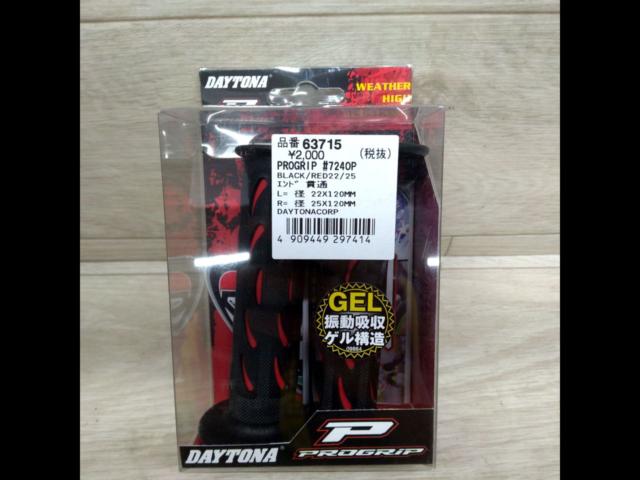 DAYTONA
WEATHER
HIGH
品番 63715
¥2,000 (税抜)
PROGRIP #7240P
BLACK/RED22/25
ｴﾝﾄﾞ 貫通
L= 径 22X120MM
R= 径 25X120MM
DAYTONACORP
4 909449 297414
GEL
振動吸収
ゲル構造
DAYTONA
PROGRIP